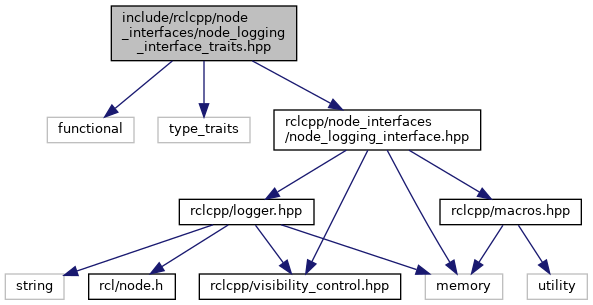 include/rclcpp/node
_interfaces/node_logging
_interface_traits.hpp
functional
type_traits
rclcpp/node_interfaces
/node_logging_interface.hpp
rclcpp/logger.hpp
rclcpp/macros.hpp
string
rcl/node.h
rclcpp/visibility_control.hpp
memory
utility